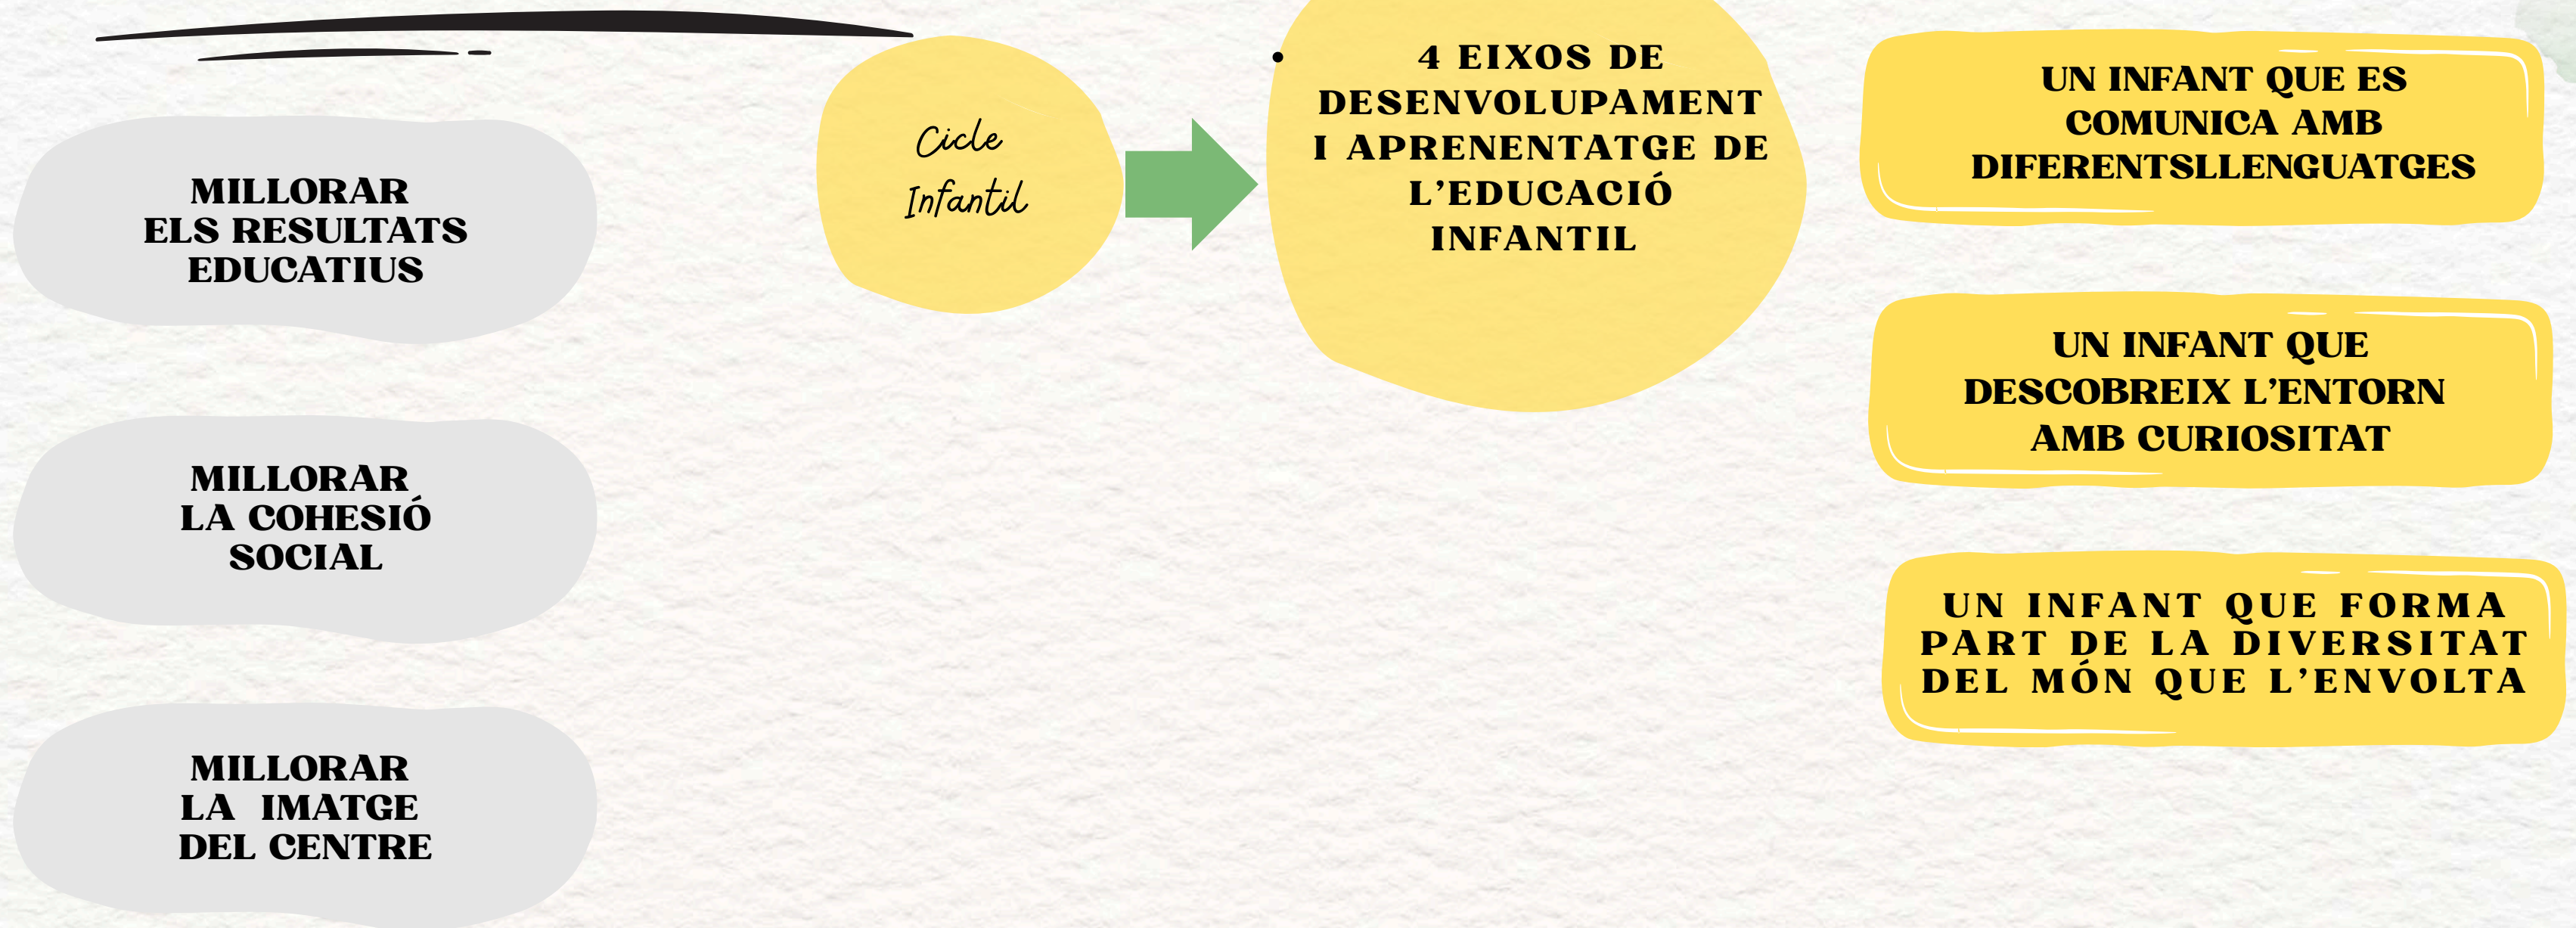 MILLORAR
ELS RESULTATS
EDUCATIUS
MILLORAR
LA COHESIÓ
SOCIAL
MILLORAR
LA IMATGE
DEL CENTRE
Cicle
Infantil
• 4 EIXOS DE
DESENVOLUPAMENT
I APRENENTATGE DE
L’EDUCACIÓ
INFANTIL
UN INFANT QUE ES
COMUNICA AMB
DIFERENTSLLENGUATGES
UN INFANT QUE
DESCOBREIX L’ENTORN
AMB CURIOSITAT
UN INFANT QUE FORMA
PART DE LA DIVERSITAT
DEL MÓN QUE L’ENVOLTA